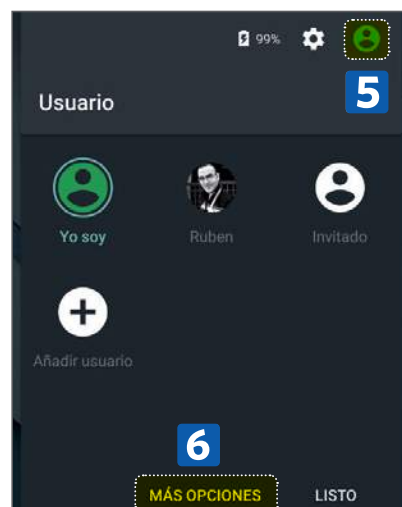 99%
5
Usuario
Yo soy
Ruben
Invitado
Añadir usuario
6
MÁS OPCIONES
LISTO